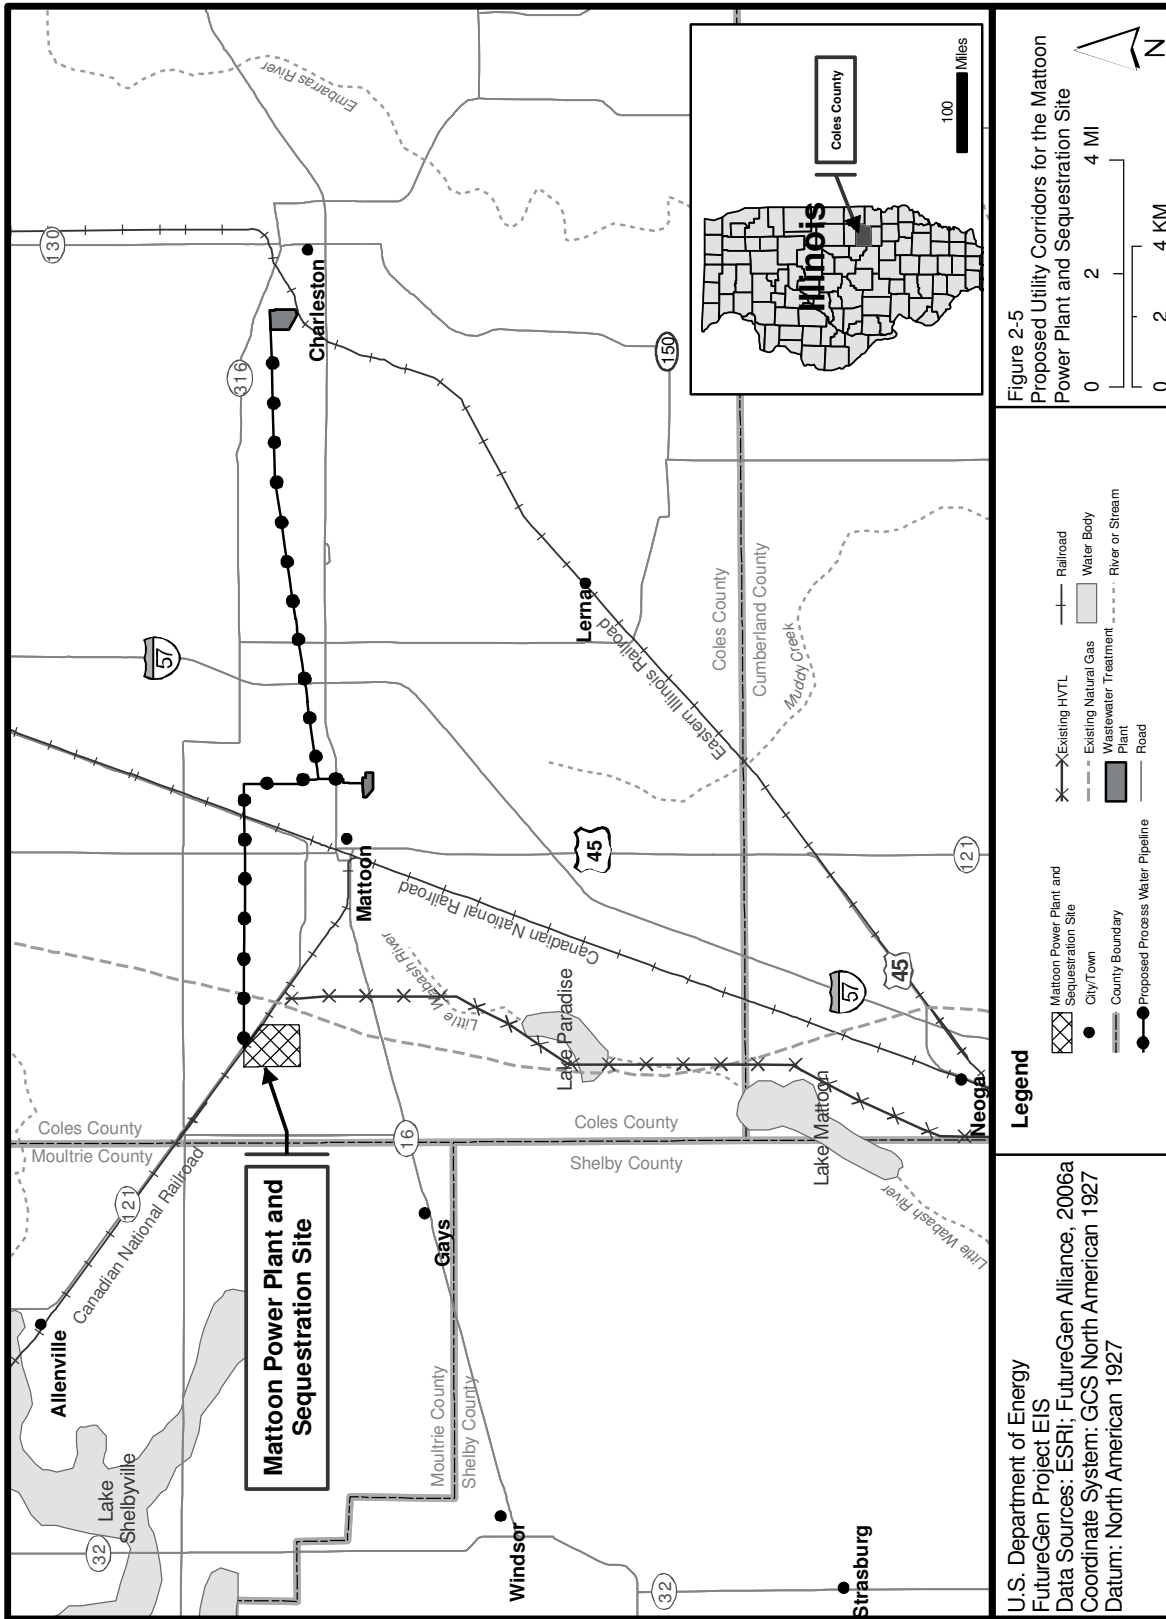 Lake
Shelbyville
32
Allenville
121
Canadian National Railroad
Moultrie County
Coles County
57
316
130
Embarras River
Charleston
Mattoon Power Plant and
Sequestration Site
Mattoon
16
Gays
Moultrie County
Shelby County
Windsor
32
Strasburg
Little Wabash River
Canadian National Railroad
Lake Paradise
45
Lerna
Eastern Illinois Railroad
150
Coles County
Shelby County
Coles County
Cumberland County
Muddy Creek
Lake Mattoon
Little Wabash River
57
45
121
Neoga
Illinois
Coles County
100
Miles
U.S. Department of Energy
FutureGen Project EIS
Data Sources: ESRI; FutureGen Alliance, 2006a
Coordinate System: GCS North American 1927
Datum: North American 1927
Legend
Mattoon Power Plant and
Sequestration Site
City/Town
County Boundary
Proposed Process Water Pipeline
Existing HVTL
Existing Natural Gas
Wastewater Treatment
Plant
Road
Railroad
Water Body
River or Stream
Figure 2-5
Proposed Utility Corridors for the Mattoon
Power Plant and Sequestration Site
0 2 4 MI
0 2 4 KM
N